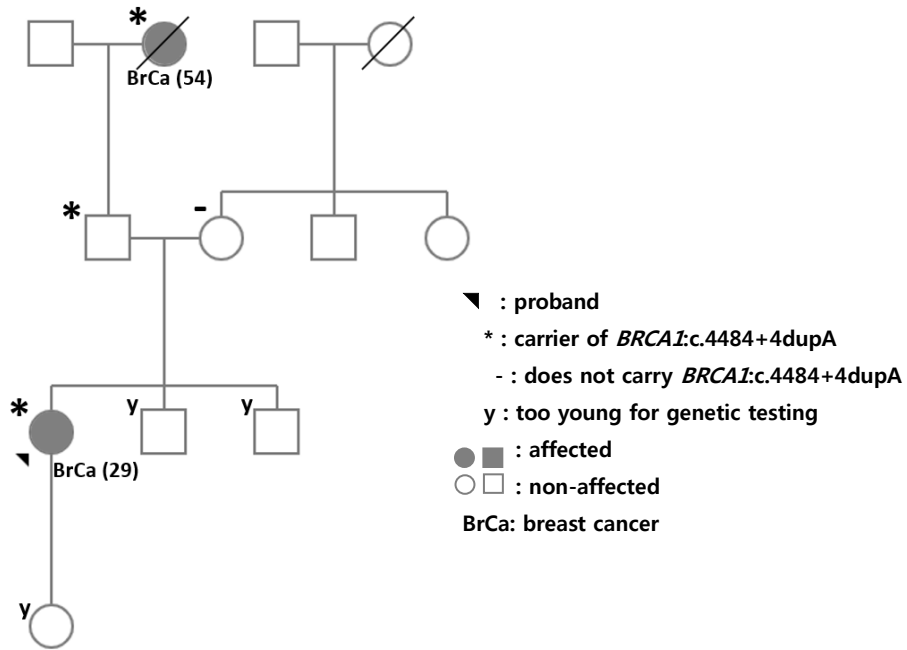 *
BrCa (54)
*
-
: proband
* : carrier of BRCA1:c.4484+4dupA
- : does not carry BRCA1:c.4484+4dupA
y : too young for genetic testing
: affected
: non-affected
BrCa: breast cancer
*
y
y
BrCa (29)
y